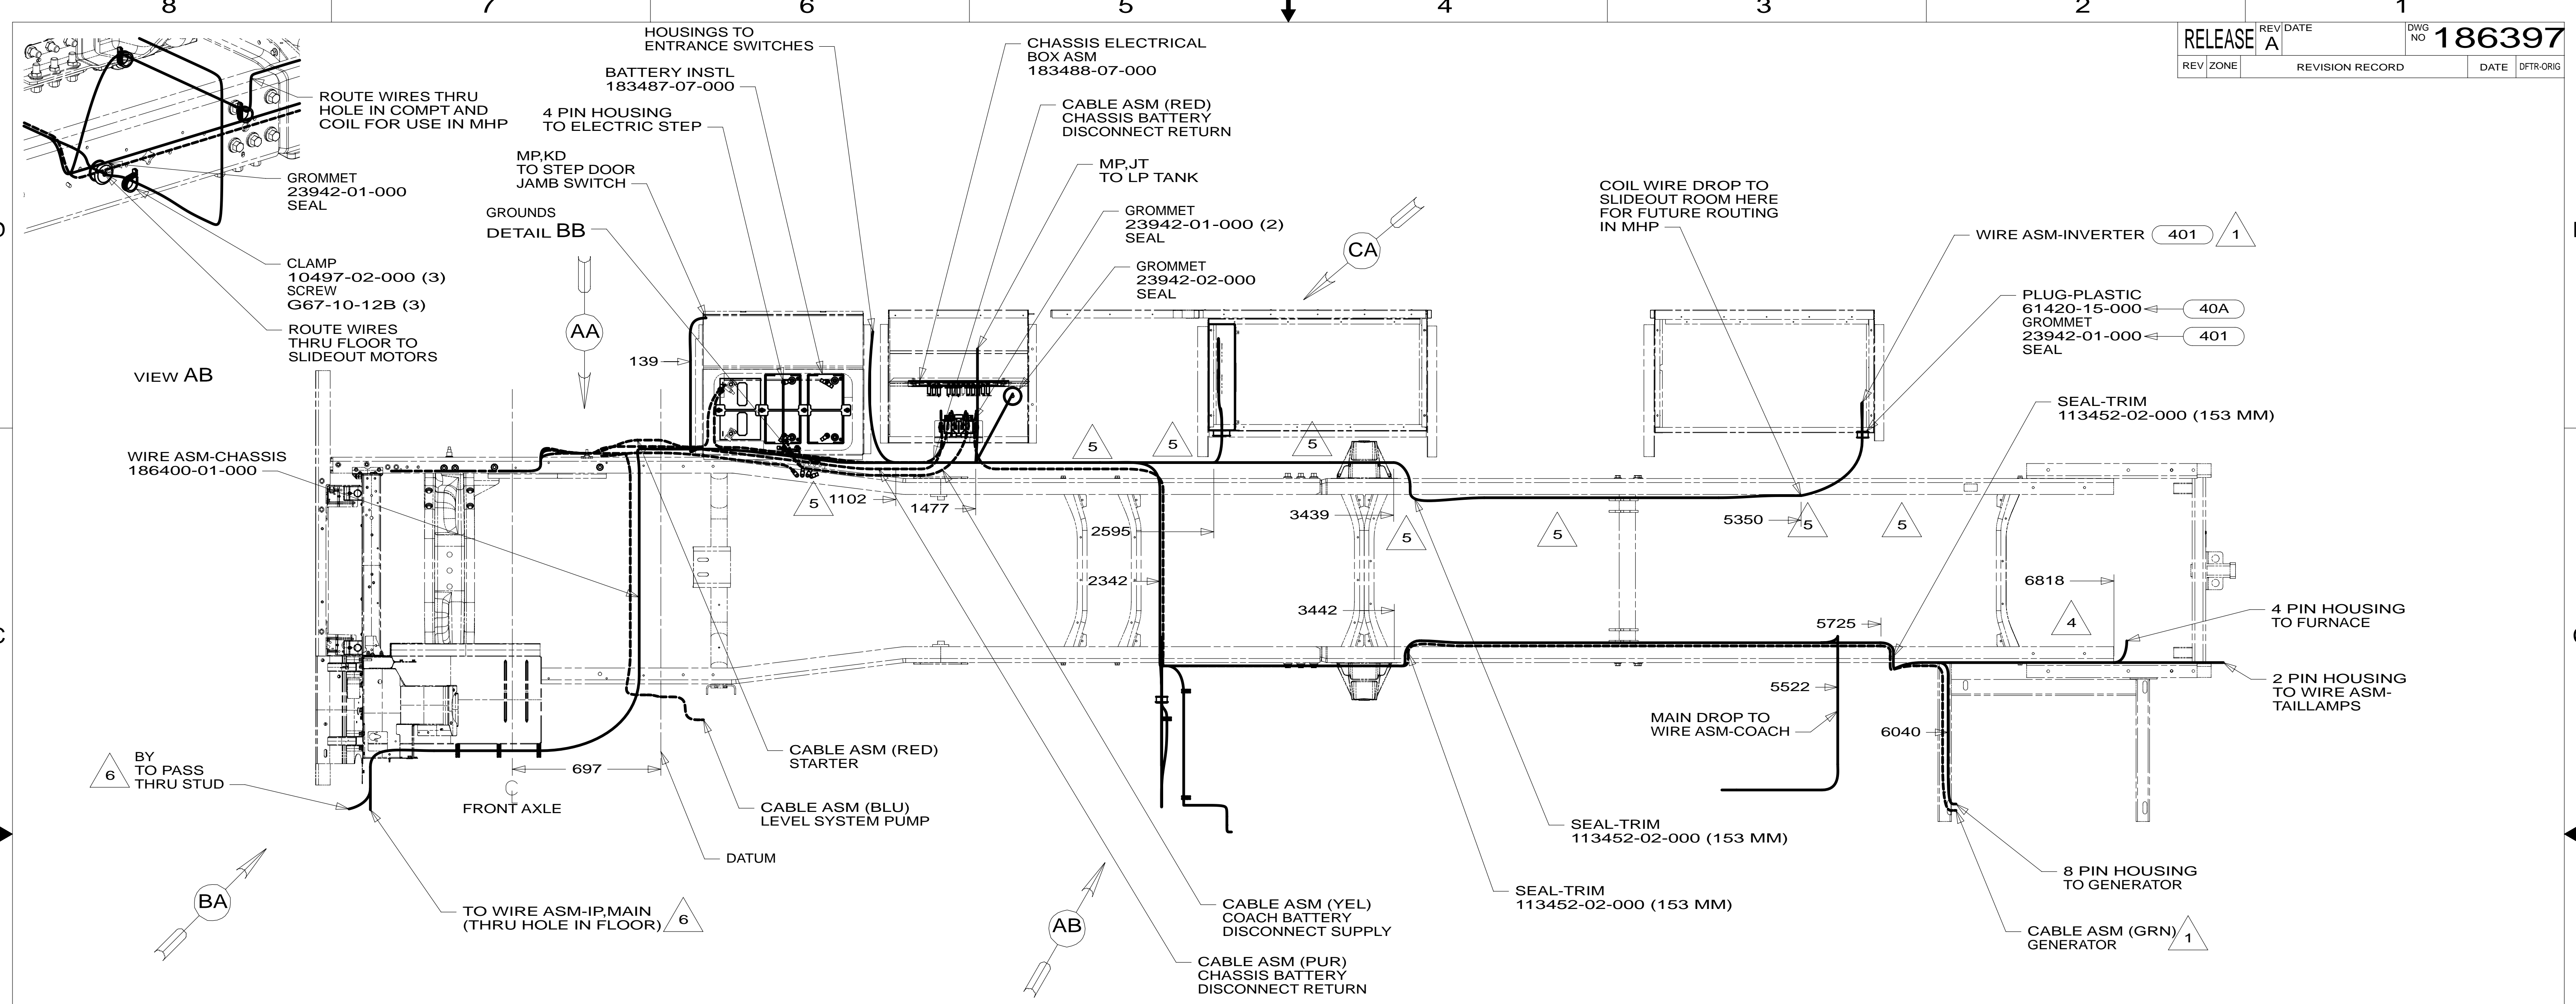 8 7 6 5 4 3 2 1
RELEASE
REV
A
DATE
DWG
NO
186397
REV ZONE REVISION RECORD DATE DFTR-ORIG
ROUTE WIRES THRU
HOLE IN COMPT AND
COIL FOR USE IN MHP
GROMMET
23942-01-000
SEAL
CLAMP
10497-02-000 (3)
SCREW
G67-10-12B (3)
ROUTE WIRES
THRU FLOOR TO
SLIDEOUT MOTORS
VIEW AB
HOUSINGS TO
ENTRANCE SWITCHES
BATTERY INSTL
183487-07-000
4 PIN HOUSING
TO ELECTRIC STEP
MP,KD
TO STEP DOOR
JAMB SWITCH
GROUNDS
DETAIL BB
AA
139
CHASSIS ELECTRICAL
BOX ASM
183488-07-000
CABLE ASM (RED)
CHASSIS BATTERY
DISCONNECT RETURN
MP,JT
TO LP TANK
GROMMET
23942-01-000 (2)
SEAL
GROMMET
23942-02-000
SEAL
CA
COIL WIRE DROP TO
SLIDEOUT ROOM HERE
FOR FUTURE ROUTING
IN MHP
WIRE ASM-INVERTER 401 1
PLUG-PLASTIC
61420-15-000 40A
GROMMET
23942-01-000 401
SEAL
SEAL-TRIM
113452-02-000 (153 MM)
WIRE ASM-CHASSIS
186400-01-000
5
5
5
5
1102
1477
2595
3439
5
5
5350
5
5
2342
3442
5725
6818
4
4 PIN HOUSING
TO FURNACE
2 PIN HOUSING
TO WIRE ASM-
TAILLAMPS
5522
MAIN DROP TO
WIRE ASM-COACH
6040
6
BY
TO PASS
THRU STUD
697
C
L
FRONT AXLE
CABLE ASM (RED)
STARTER
CABLE ASM (BLU)
LEVEL SYSTEM PUMP
DATUM
BA
TO WIRE ASM-IP,MAIN
(THRU HOLE IN FLOOR) 6
AB
CABLE ASM (YEL)
COACH BATTERY
DISCONNECT SUPPLY
CABLE ASM (PUR)
CHASSIS BATTERY
DISCONNECT RETURN
SEAL-TRIM
113452-02-000 (153 MM)
SEAL-TRIM
113452-02-000 (153 MM)
8 PIN HOUSING
TO GENERATOR
CABLE ASM (GRN)
GENERATOR
1